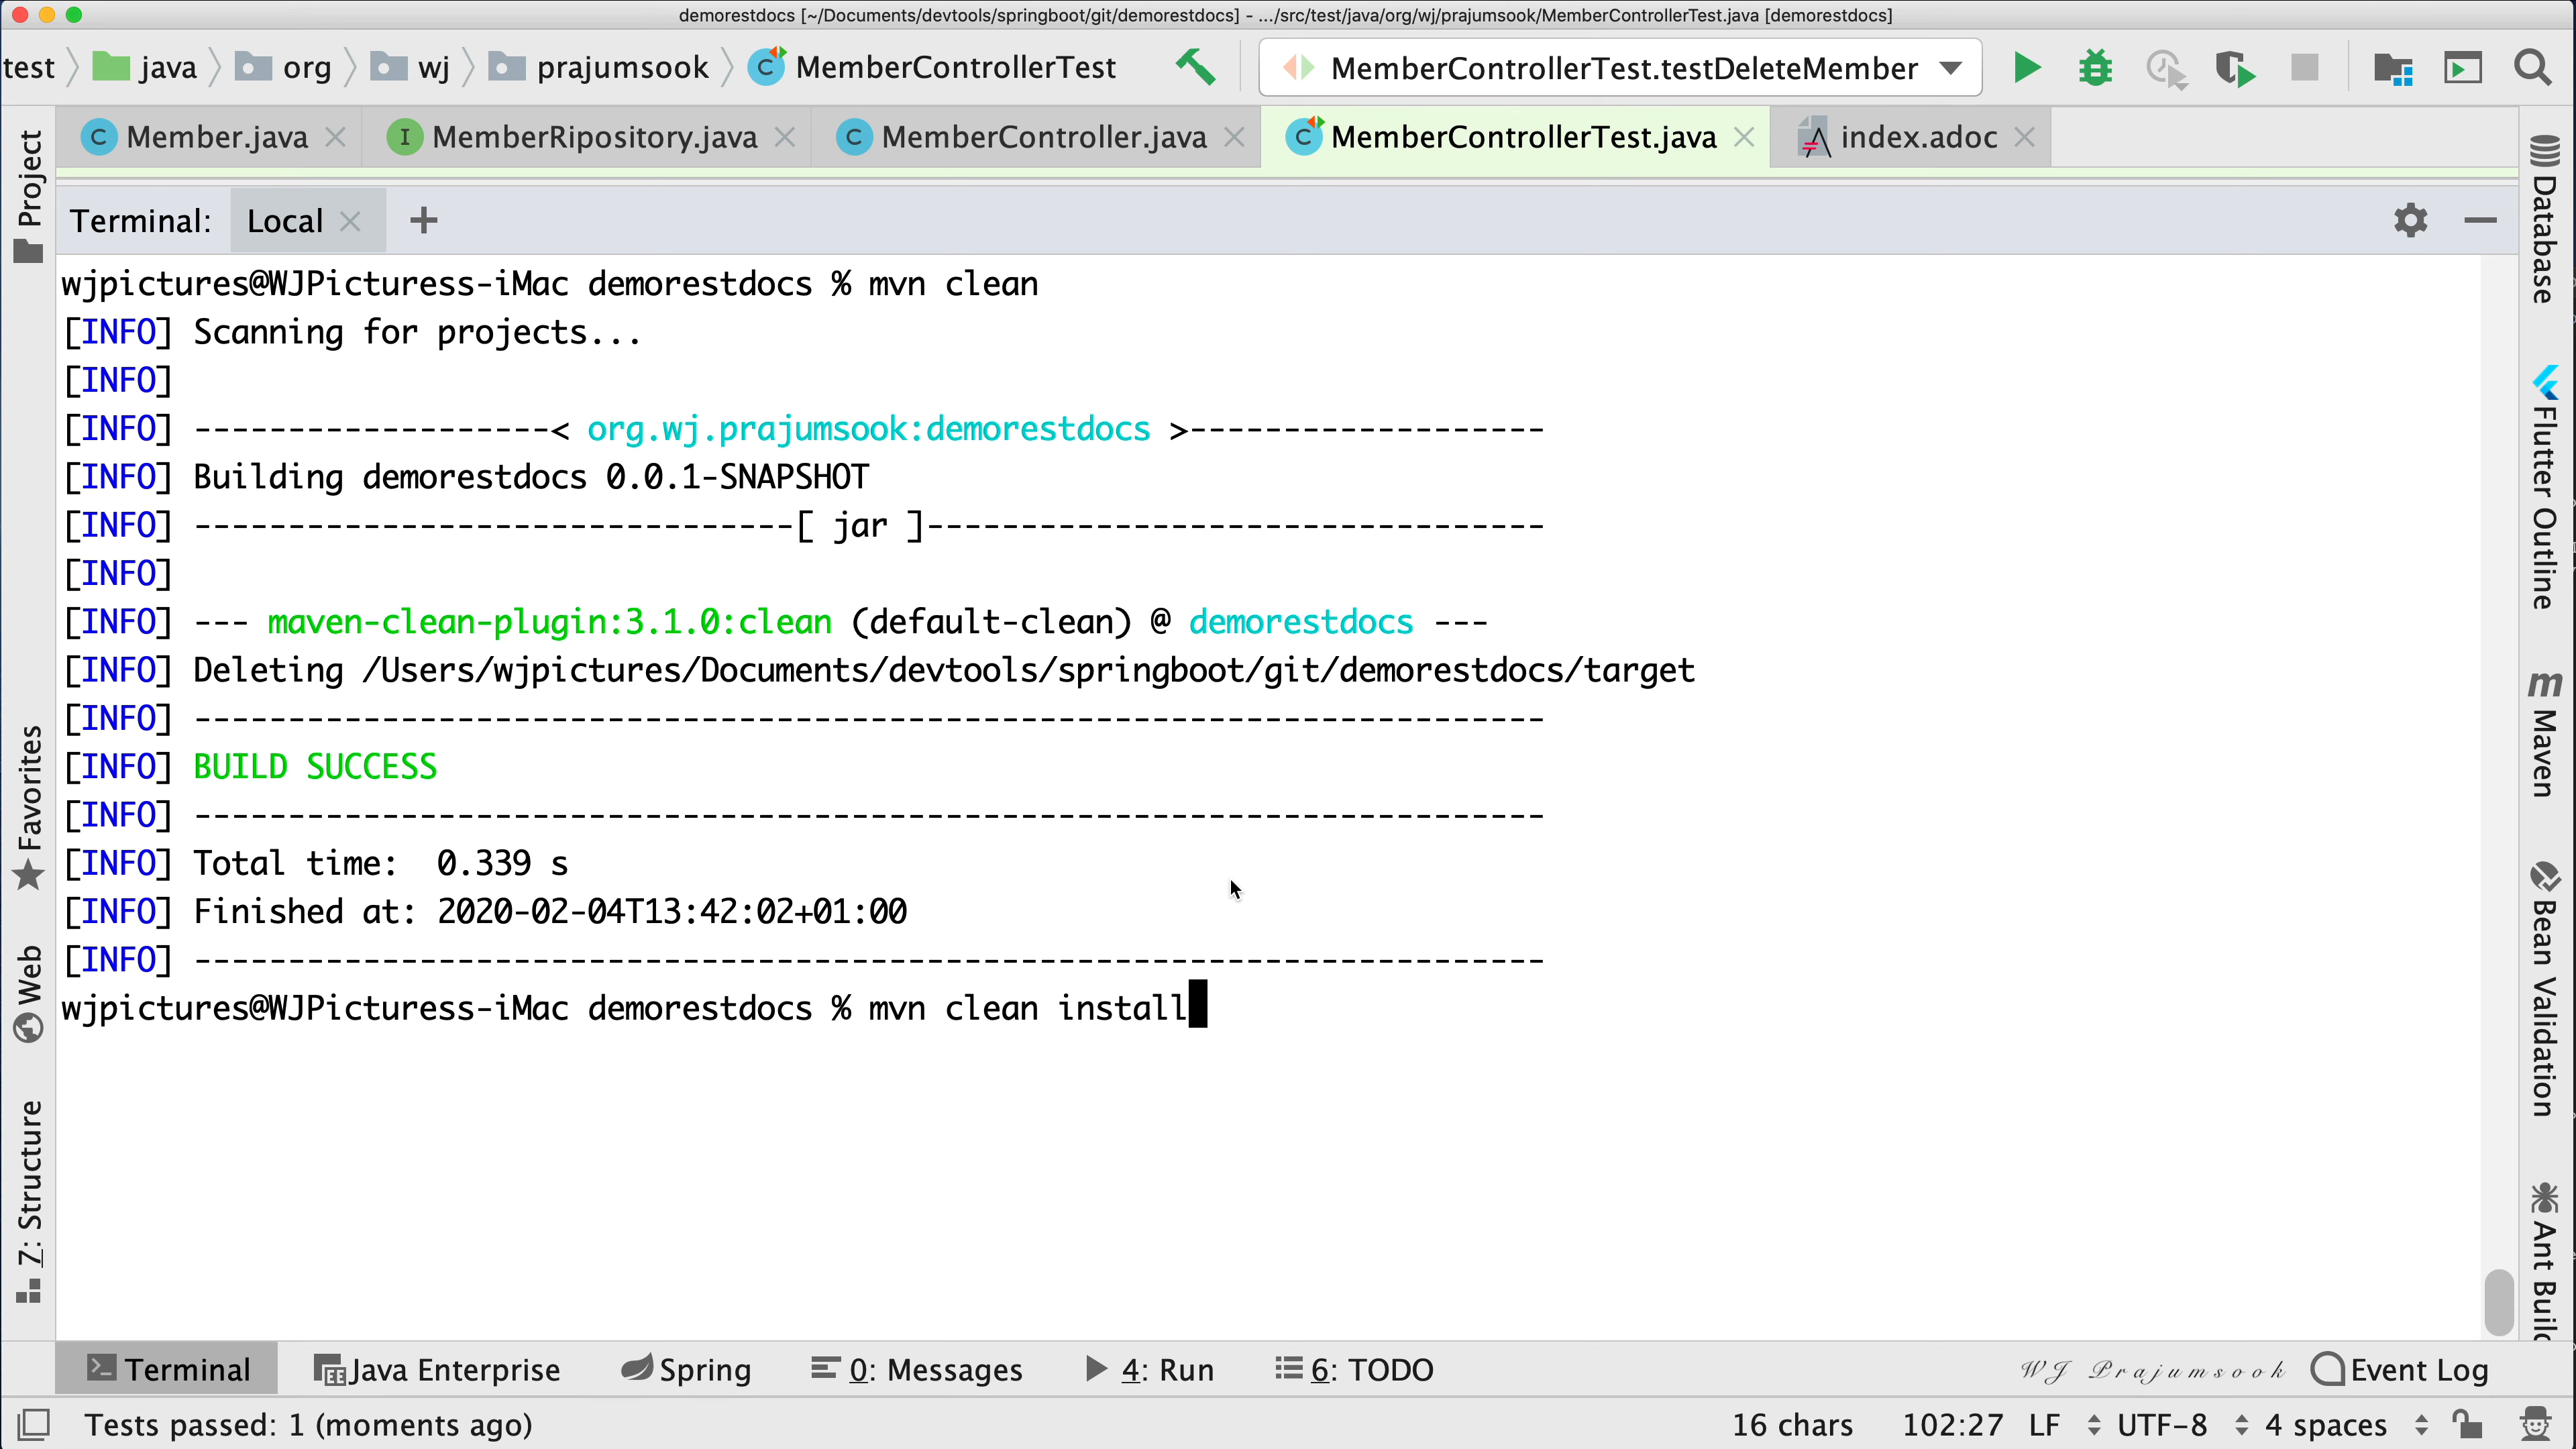 demorestdocs [~/Documents/devtools/springboot/git/demorestdocs] - .../src/test/java/org/wj/prajumsook/MemberControllerTest.java [demorestdocs]
test java org wj prajumsook C MemberControllerTest MemberControllerTest.testDeleteMember
C Member.java I MemberRipository.java C MemberController.java C MemberControllerTest.java index.adoc
Terminal: Local +
wjpictures@WJPicturess-iMac demorestdocs % mvn clean
[INFO] Scanning for projects...
[INFO]
[INFO] -------------------< org.wj.prajumsook:demorestdocs >-------------------
[INFO] Building demorestdocs 0.0.1-SNAPSHOT
[INFO] --------------------------------[ jar ]---------------------------------
[INFO]
[INFO] --- maven-clean-plugin:3.1.0:clean (default-clean) @ demorestdocs ---
[INFO] Deleting /Users/wjpictures/Documents/devtools/springboot/git/demorestdocs/target
[INFO] ------------------------------------------------------------------------
[INFO] BUILD SUCCESS
[INFO] ------------------------------------------------------------------------
[INFO] Total time:  0.339 s
[INFO] Finished at: 2020-02-04T13:42:02+01:00
[INFO] ------------------------------------------------------------------------
wjpictures@WJPicturess-iMac demorestdocs % mvn clean install
Project
Favorites
Web
Z: Structure
Database
Flutter Outline
m Maven
Bean Validation
Ant Build
Terminal Java Enterprise Spring 0: Messages 4: Run 6: TODO WJ Prajumsook Event Log
Tests passed: 1 (moments ago) 16 chars 102:27 LF UTF-8 4 spaces